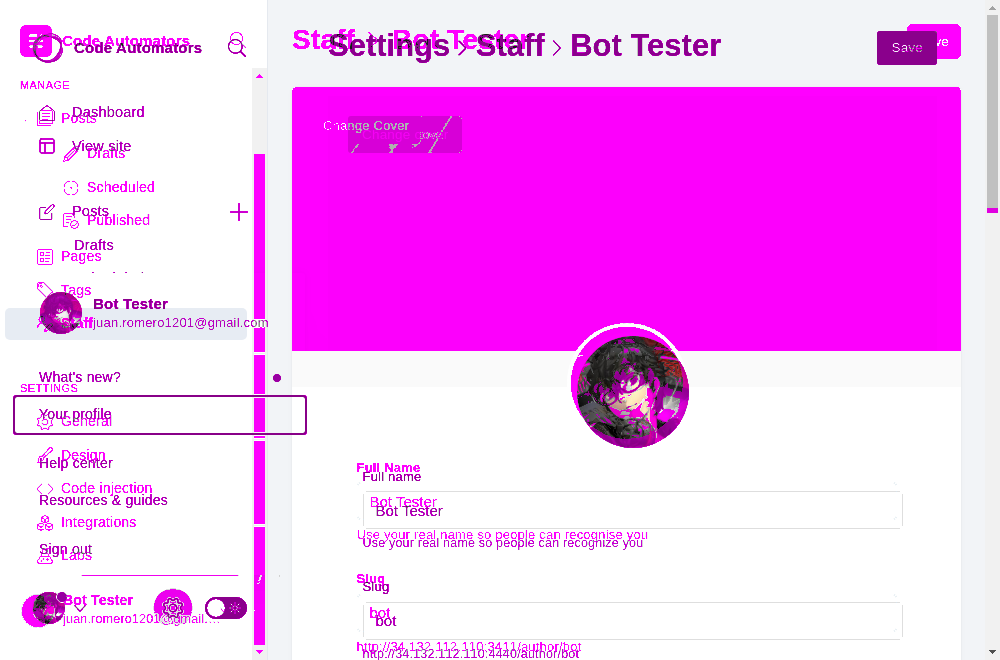 Code Automators
Code Automators
Staff › Bot Tester
Settings › Staff › Bot Tester
Save
MANAGE
Dashboard
Posts
View site
Drafts
Scheduled
Posts
Published
Drafts
Pages
Tags
Bot Tester
Staff
juan.romero1201@gmail.com
What's new?
SETTINGS
Your profile
General
Design
Help center
Code injection
Resources & guides
Integrations
Sign out
Labs
Bot Tester
juan.romero1201@gmail....
Change Cover
Full Name
Full name
Bot Tester
Bot Tester
Use your real name so people can recognise you
Use your real name so people can recognize you
Slug
Slug
bot
bot
http://34.132.112.110:3411/author/bot
http://34.132.112.110:4440/author/bot